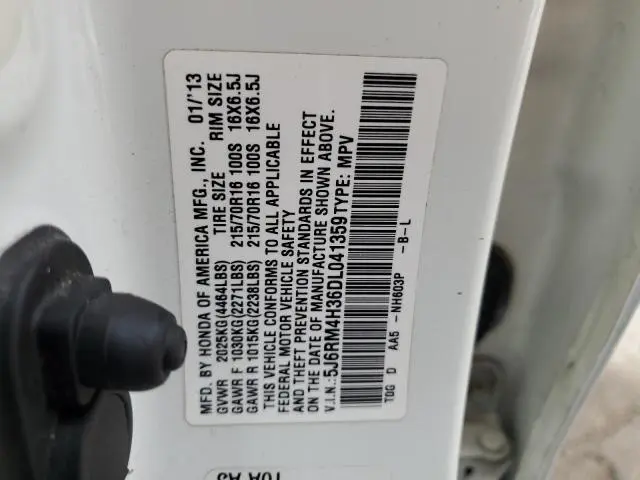 MFD. BY HONDA OF AMERICA MFG., INC. 01/'13
GVWR 2025KG(4464LBS) TIRE SIZE RIM SIZE
GAWR F 1030KG(2271LBS) 215/70R16 100S 16X6.5J
GAWR R 1015KG(2238LBS) 215/70R16 100S 16X6.5J
THIS VEHICLE CONFORMS TO ALL APPLICABLE
FEDERAL MOTOR VEHICLE SAFETY
AND THEFT PREVENTION STANDARDS IN EFFECT
ON THE DATE OF MANUFACTURE SHOWN ABOVE.
V.I.N.:5J6RM4H36DL041359 TYPE: MPV
T0G D AA5 -NH603P -B-L